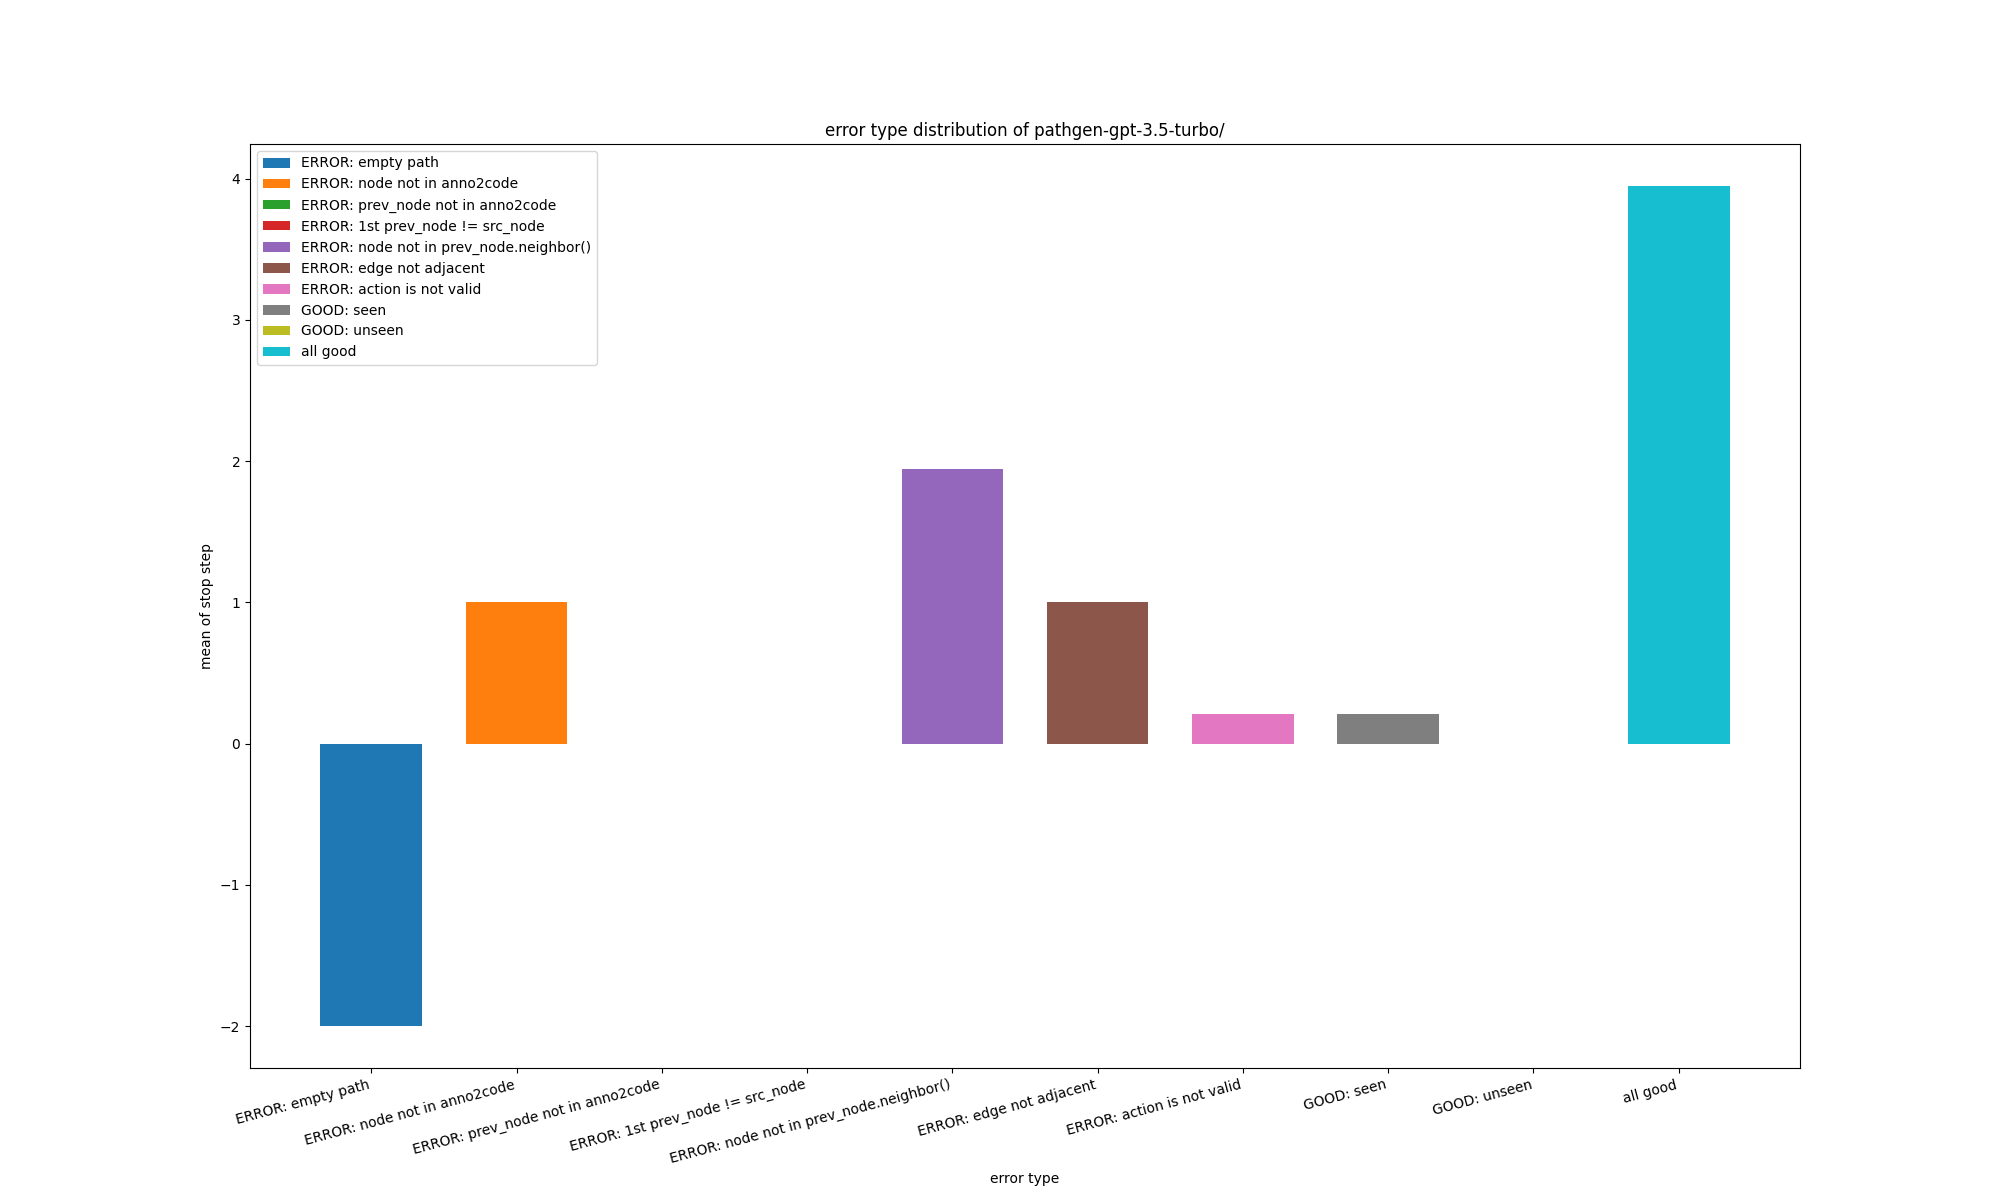 error type distribution of pathgen-gpt-3.5-turbo/
ERROR: empty path
ERROR: node not in anno2code
ERROR: prev_node not in anno2code
ERROR: 1st prev_node != src_node
ERROR: node not in prev_node.neighbor()
ERROR: edge not adjacent
ERROR: action is not valid
GOOD: seen
GOOD: unseen
all good
4
3
2
1
0
−1
−2
mean of stop step
ERROR: empty path
ERROR: node not in anno2code
ERROR: prev_node not in anno2code
ERROR: 1st prev_node != src_node
ERROR: node not in prev_node.neighbor()
ERROR: edge not adjacent
ERROR: action is not valid
GOOD: seen
GOOD: unseen
all good
error type